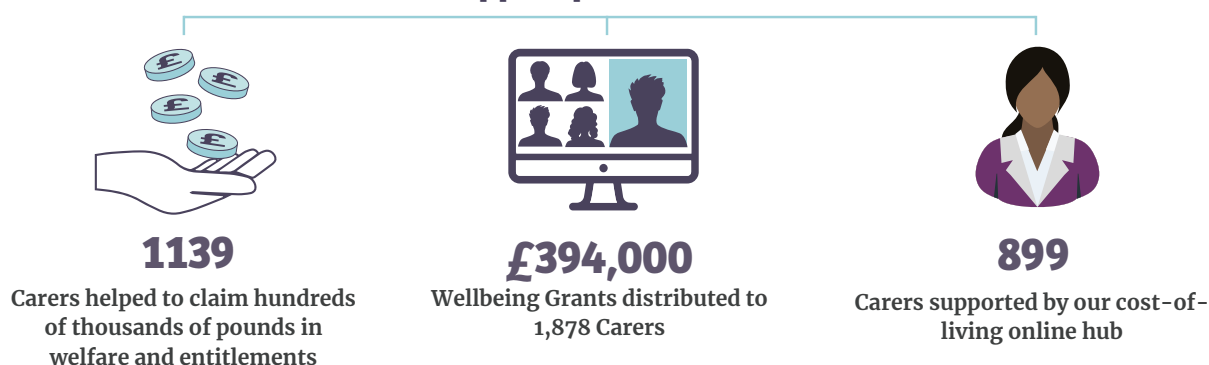 £
£
£
£
1139
Carers helped to claim hundreds
of thousands of pounds in
welfare and entitlements
£394,000
Wellbeing Grants distributed to
1,878 Carers
899
Carers supported by our cost-of-
living online hub